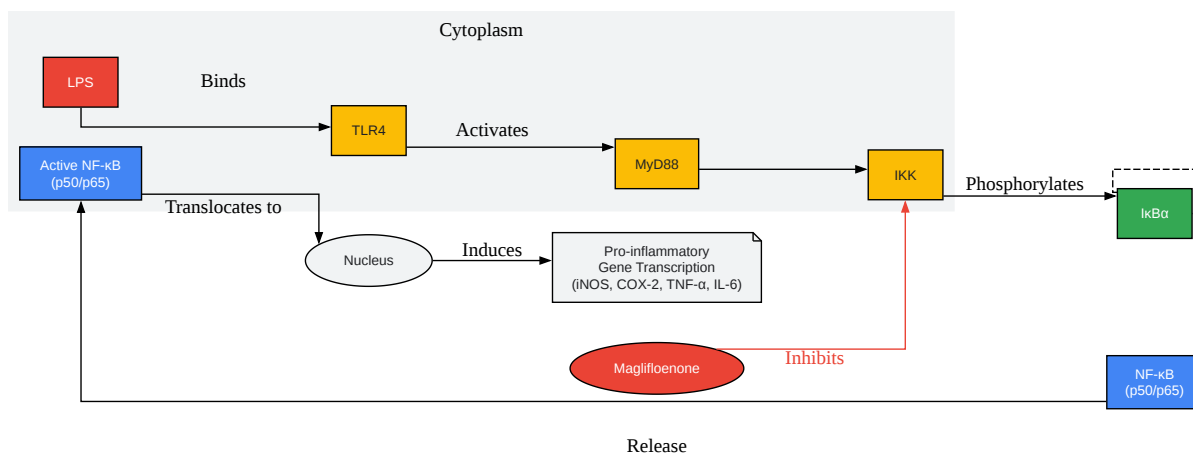 Cytoplasm
LPS
Binds
TLR4
Activates
MyD88
IKK
Phosphorylates
IκBα
Active NF-κB
(p50/p65)
Translocates to
Nucleus
Induces
Pro-inflammatory
Gene Transcription
(iNOS, COX-2, TNF-α, IL-6)
Maglifloenone
Inhibits
NF-κB
(p50/p65)
Release